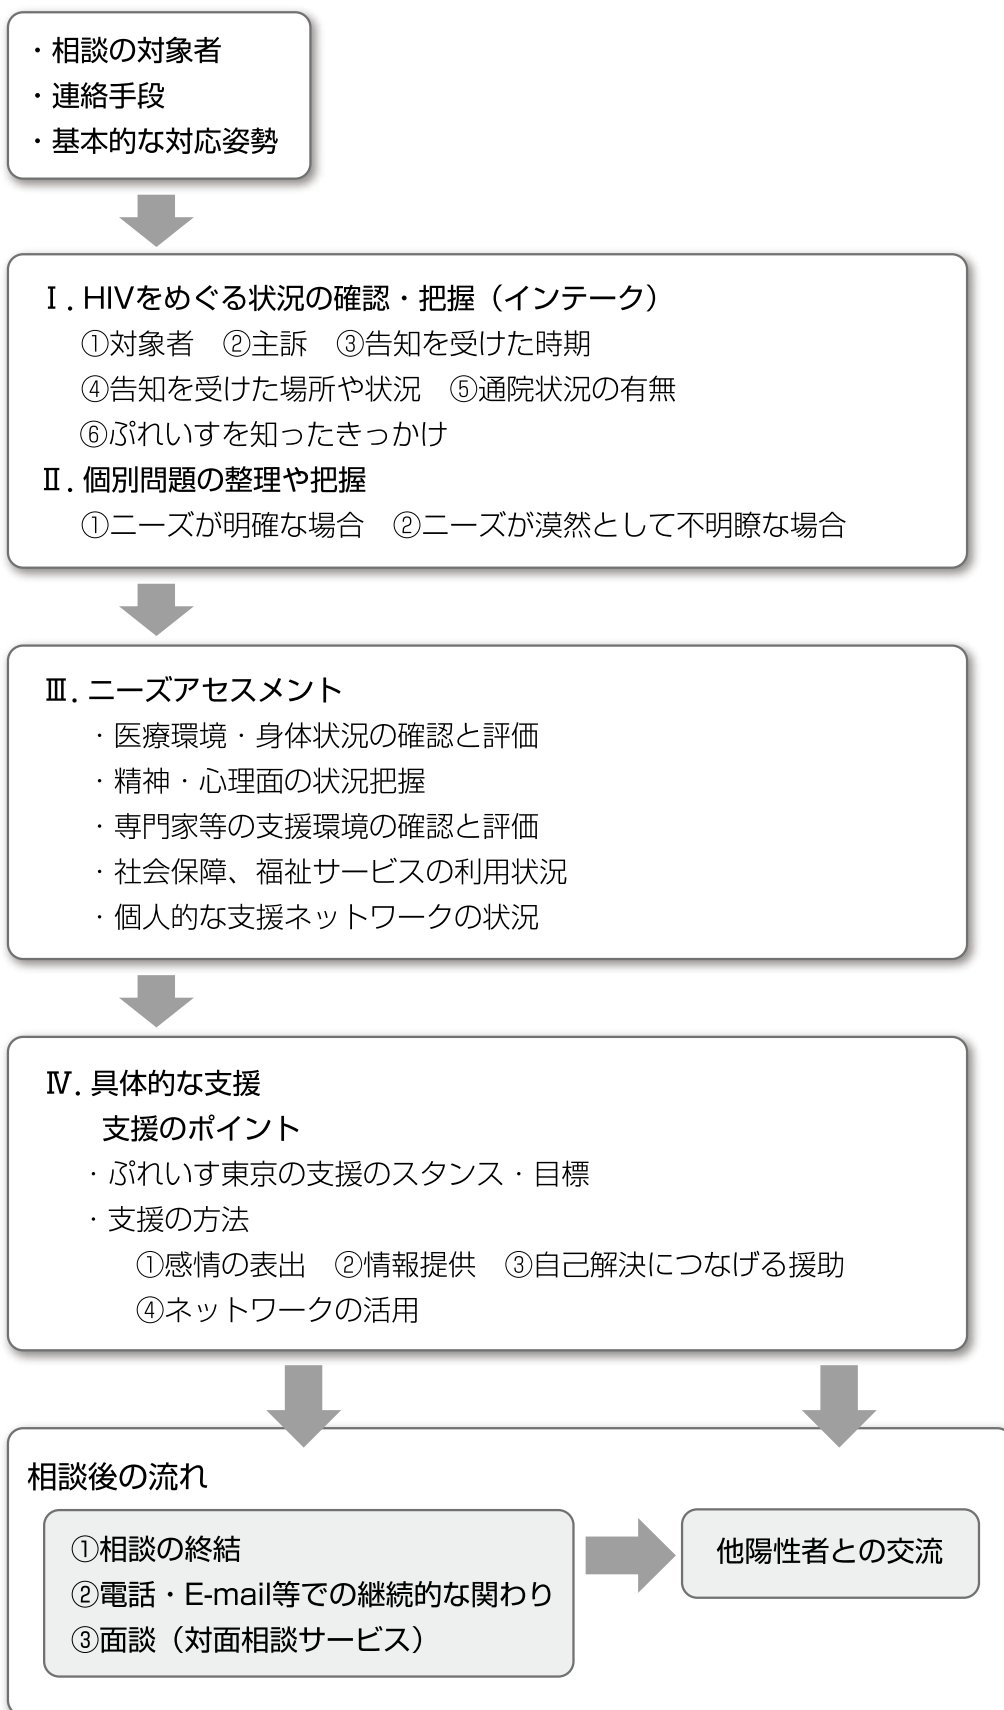 ・相談の対象者
・連絡手段
・基本的な対応姿勢
Ⅰ. HIVをめぐる状況の確認・把握（インテーク）
①対象者　②主訴　③告知を受けた時期
④告知を受けた場所や状況　⑤通院状況の有無
⑥ぷれいすを知ったきっかけ
Ⅱ. 個別問題の整理や把握
①ニーズが明確な場合　②ニーズが漠然として不明瞭な場合
Ⅲ. ニーズアセスメント
・医療環境・身体状況の確認と評価
・精神・心理面の状況把握
・専門家等の支援環境の確認と評価
・社会保障、福祉サービスの利用状況
・個人的な支援ネットワークの状況
Ⅳ. 具体的な支援
支援のポイント
・ぷれいす東京の支援のスタンス・目標
・支援の方法
①感情の表出　②情報提供　③自己解決につなげる援助
④ネットワークの活用
相談後の流れ
①相談の終結
②電話・E-mail等での継続的な関わり
③面談（対面相談サービス）
他陽性者との交流